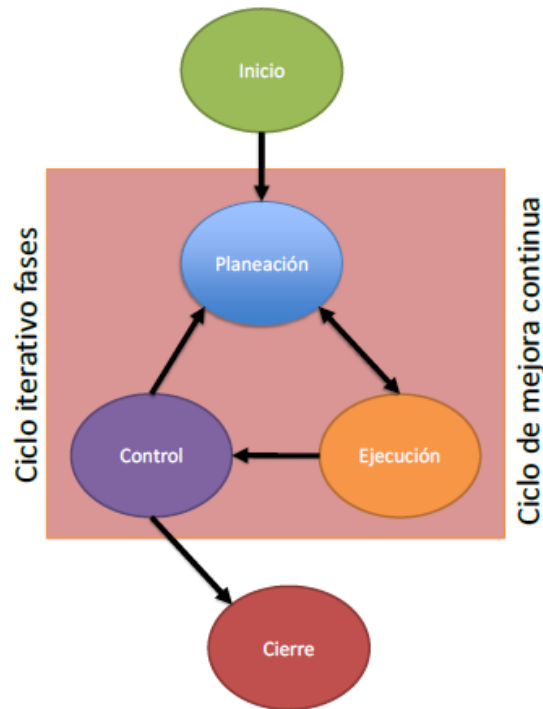 Inicio
Planeación
Ciclo iterativo fases
Ciclo de mejora continua
Control
Ejecución
Cierre